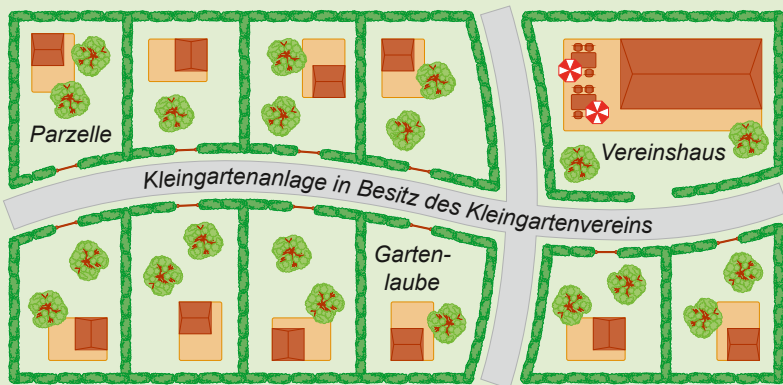 Parzelle
Vereinshaus
Kleingartenanlage in Besitz des Kleingartenvereins
Garten-
laube